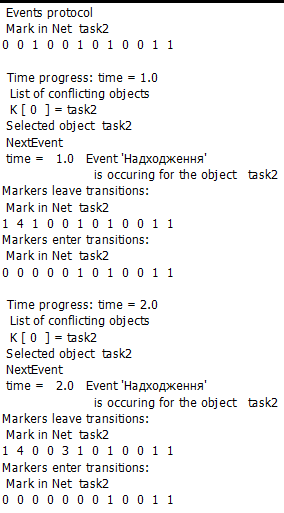 Events protocol
Mark in Net task2
0 0 1 0 0 1 0 1 0 0 1 1
Time progress: time = 1.0
List of conflicting objects
K [ 0 ] = task2
Selected object task2
NextEvent
time = 1.0 Event 'Надходження'
is occuring for the object task2
Markers leave transitions:
Mark in Net task2
1 4 1 0 0 1 0 1 0 0 1 1
Markers enter transitions:
Mark in Net task2
0 0 0 0 0 1 0 1 0 0 1 1
Time progress: time = 2.0
List of conflicting objects
K [ 0 ] = task2
Selected object task2
NextEvent
time = 2.0 Event 'Надходження'
is occuring for the object task2
Markers leave transitions:
Mark in Net task2
1 4 0 0 3 1 0 1 0 0 1 1
Markers enter transitions:
Mark in Net task2
0 0 0 0 0 0 0 1 0 0 1 1